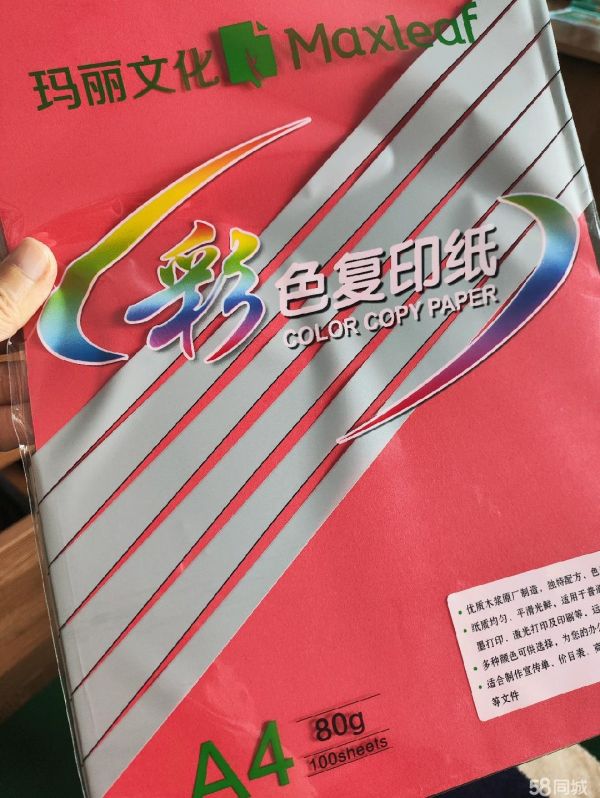 玛丽文化 Maxleaf
彩色复印纸
COLOR COPY PAPER
优质木浆原厂制造，独特配方、色
纸质均匀、平滑光鲜，适用于普通
墨打印、激光打印及印刷等，运
多种颜色可供选择，为您的办公
适合制作宣传单、价目表、
等文件
A4 80g
100sheets
58同城